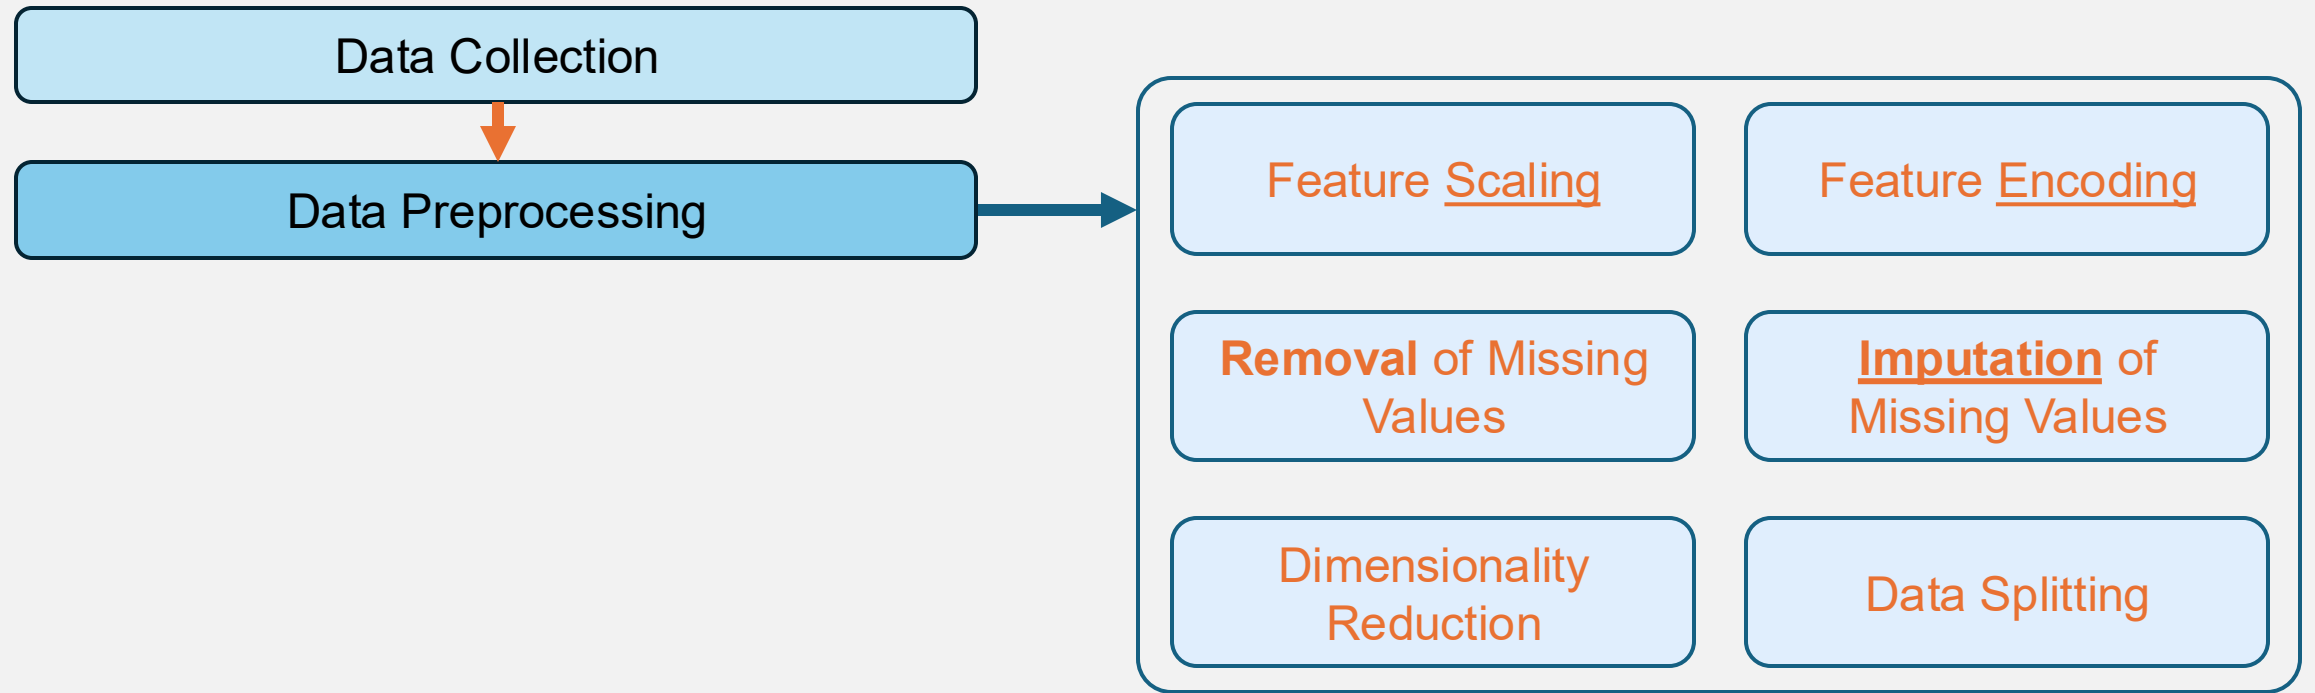 Data Collection
Data Preprocessing
Feature Scaling
Feature Encoding
Removal of Missing
Values
Imputation of
Missing Values
Dimensionality
Reduction
Data Splitting